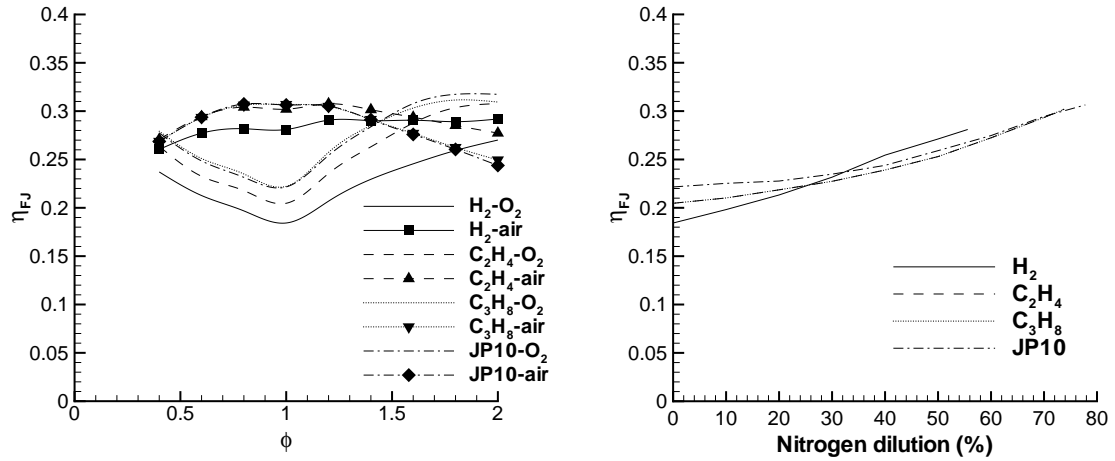 0.4
0.35
0.3
0.25
0.2
0.15
0.1
0.05
0
η_FJ
0.5 1 1.5 2
ϕ
H₂-O₂
H₂-air
C₂H₄-O₂
C₂H₄-air
C₃H₈-O₂
C₃H₈-air
JP10-O₂
JP10-air
0.4
0.35
0.3
0.25
0.2
0.15
0.1
0.05
0
η_FJ
0 10 20 30 40 50 60 70 80
Nitrogen dilution (%)
H₂
C₂H₄
C₃H₈
JP10